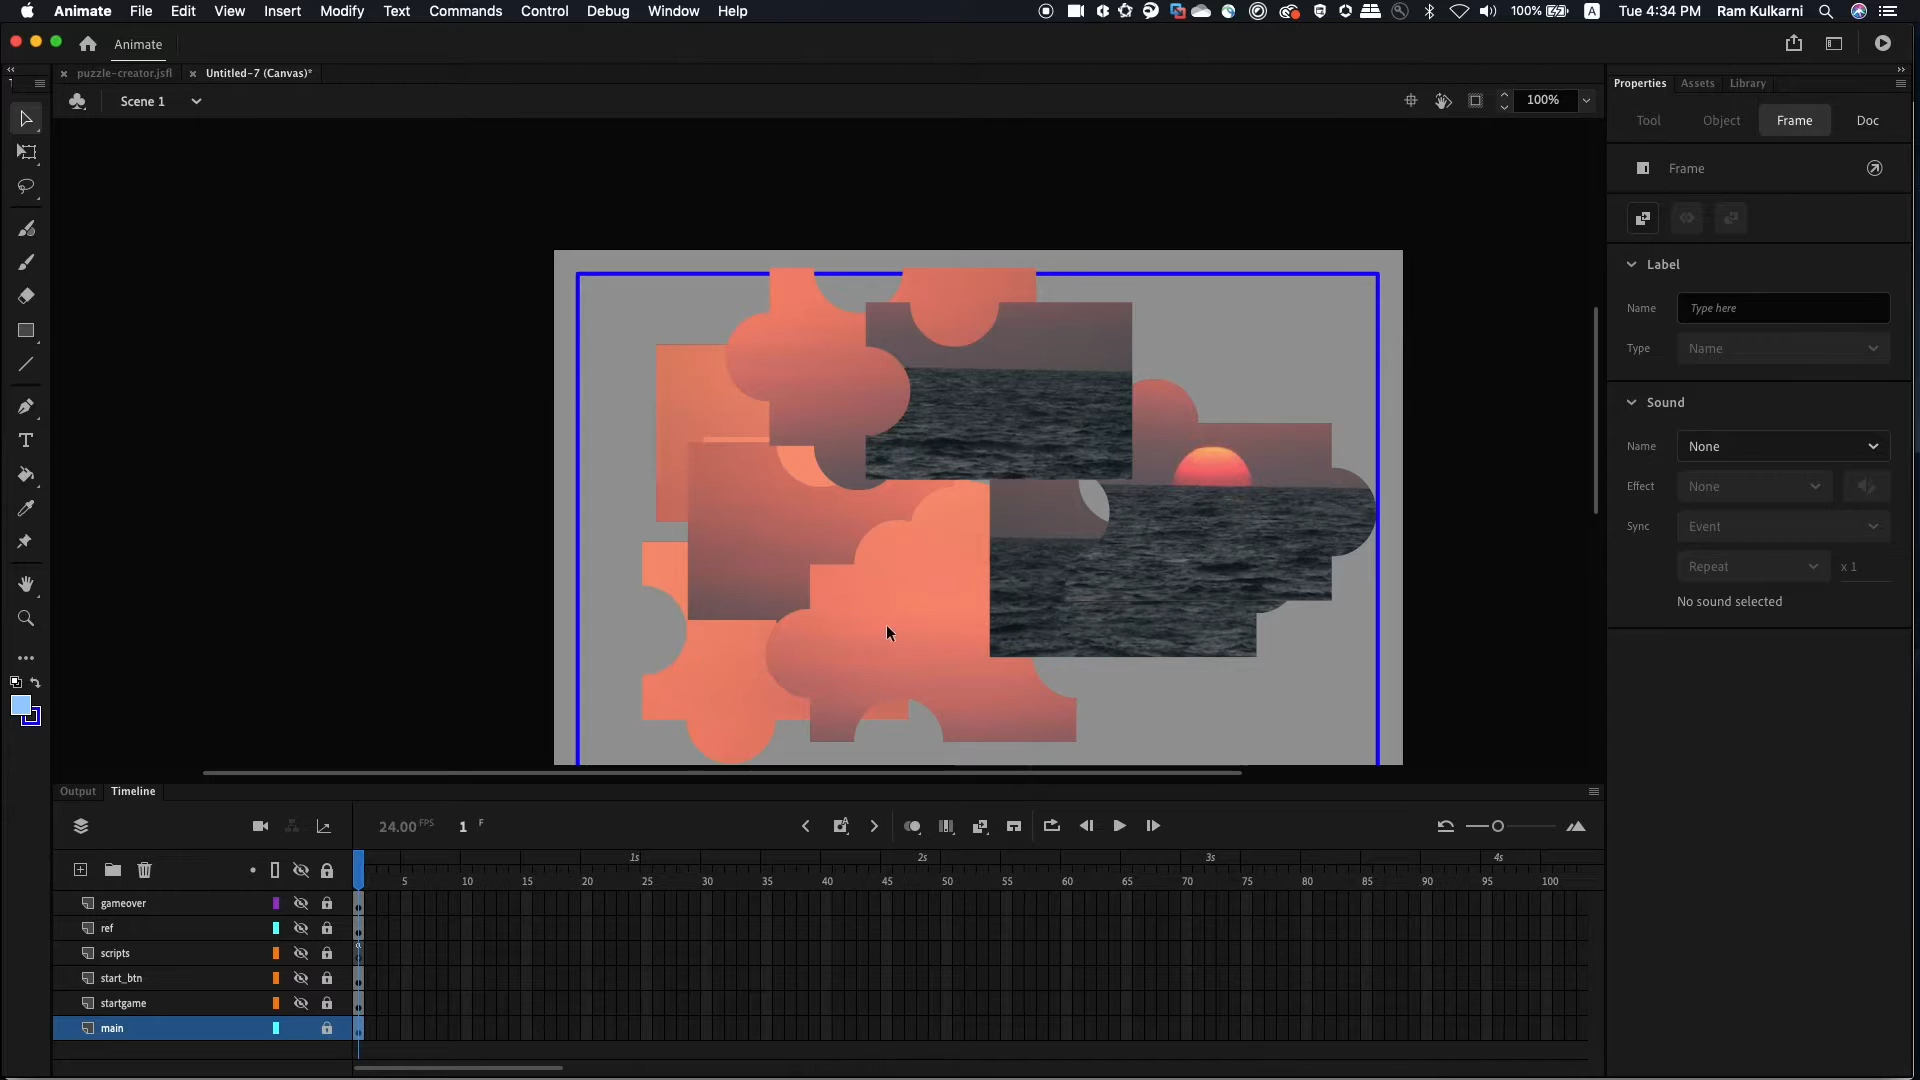 Animate File Edit View Insert Modify Text Commands Control Debug Window Help 100% A Tue 4:34 PM Ram Kulkarni
Animate
puzzle-creator.jsfl Untitled-7 (Canvas)*
Scene 1 100%
Properties Assets Library
Tool Object Frame Doc
Frame
Label
Name Type here
Type Name
Sound
Name None
Effect None
Sync Event
Repeat x 1
No sound selected
Output Timeline
24.00 FPS 1 F
1s 2s 3s 4s
5 10 15 20 25 30 35 40 45 50 55 60 65 70 75 80 85 90 95 100
gameover
ref
scripts
start_btn
startgame
main